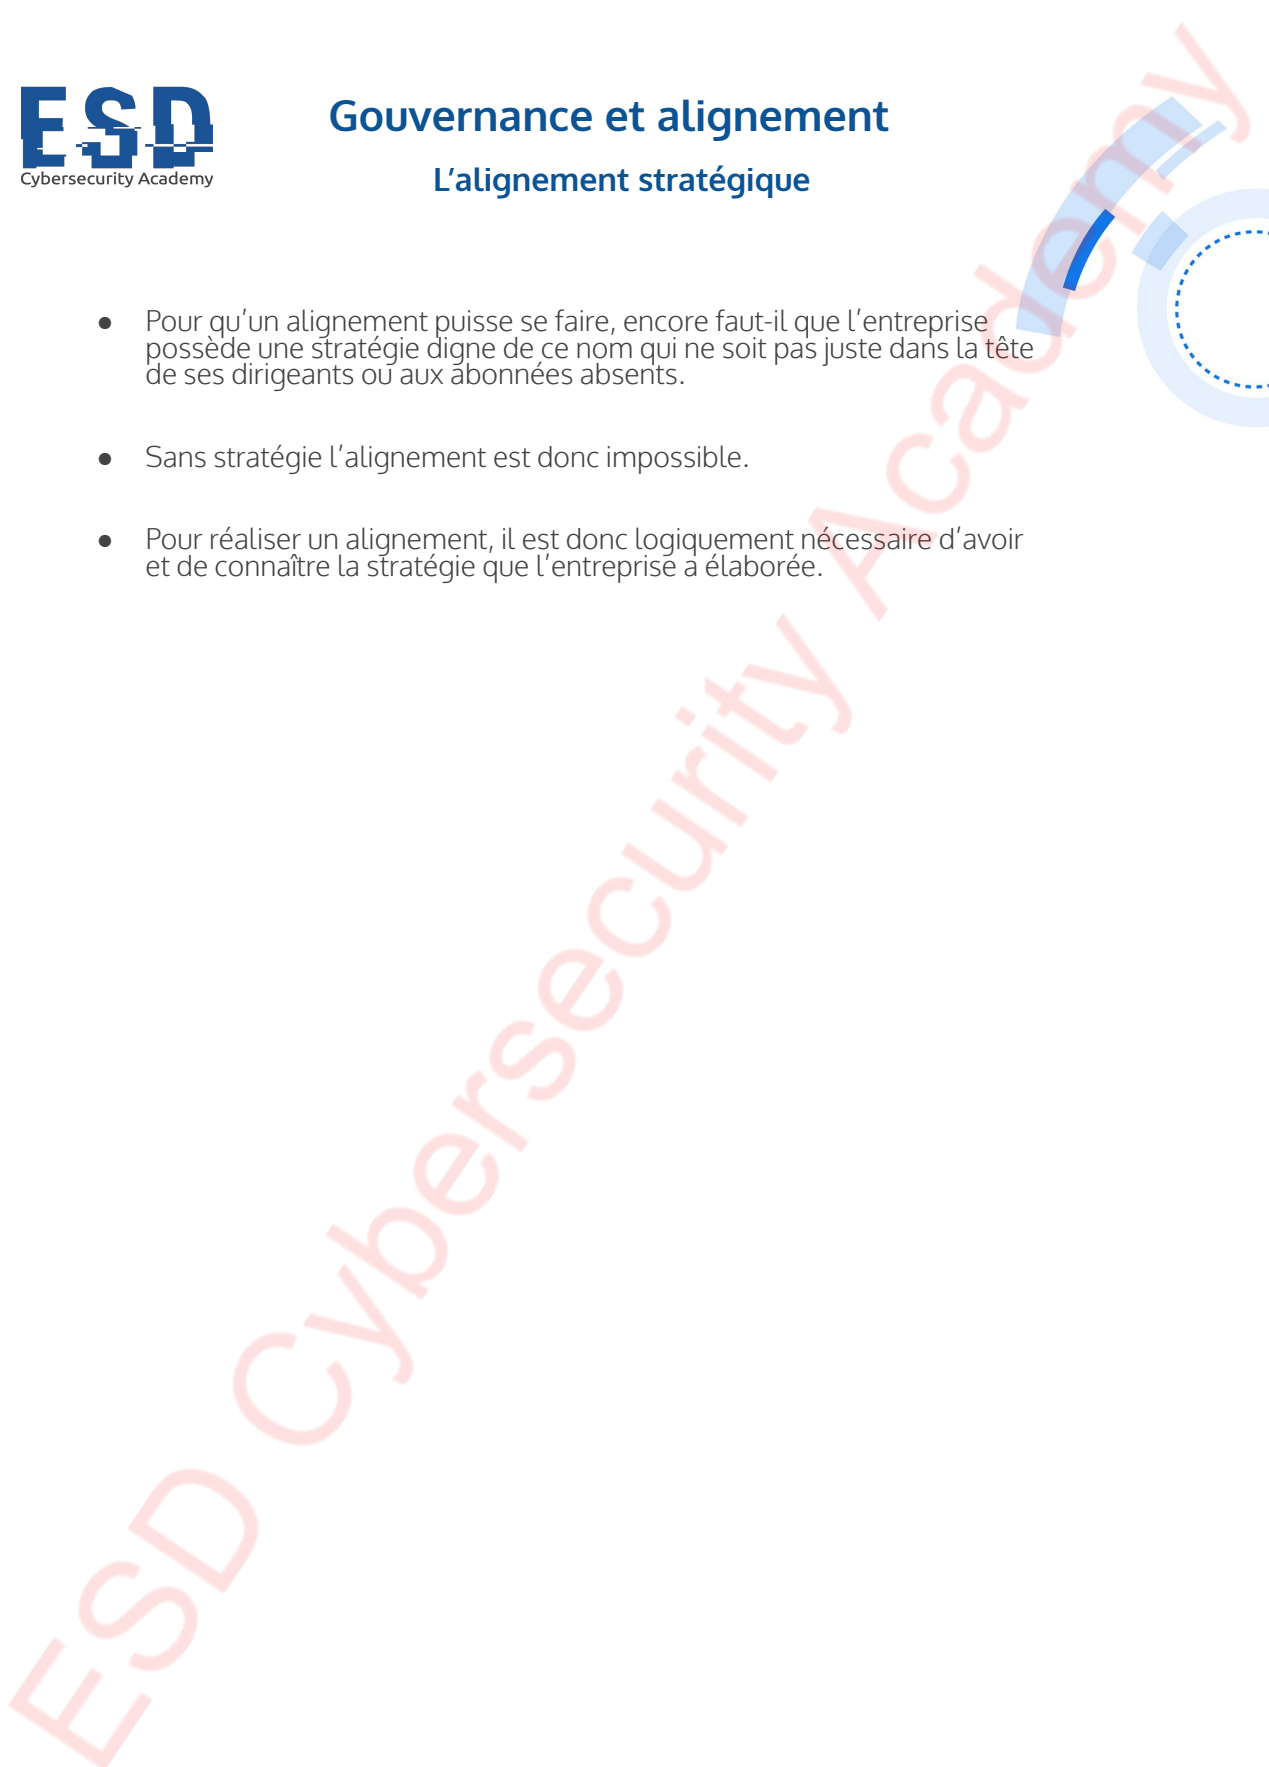 ESD
Cybersecurity Academy
Gouvernance et alignement
L’alignement stratégique
● Pour qu’un alignement puisse se faire, encore faut-il que l’entreprise
possède une stratégie digne de ce nom qui ne soit pas juste dans la tête
de ses dirigeants ou aux abonnées absents.
● Sans stratégie l’alignement est donc impossible.
● Pour réaliser un alignement, il est donc logiquement nécessaire d’avoir
et de connaître la stratégie que l’entreprise a élaborée.
ESD Cybersecurity Academy